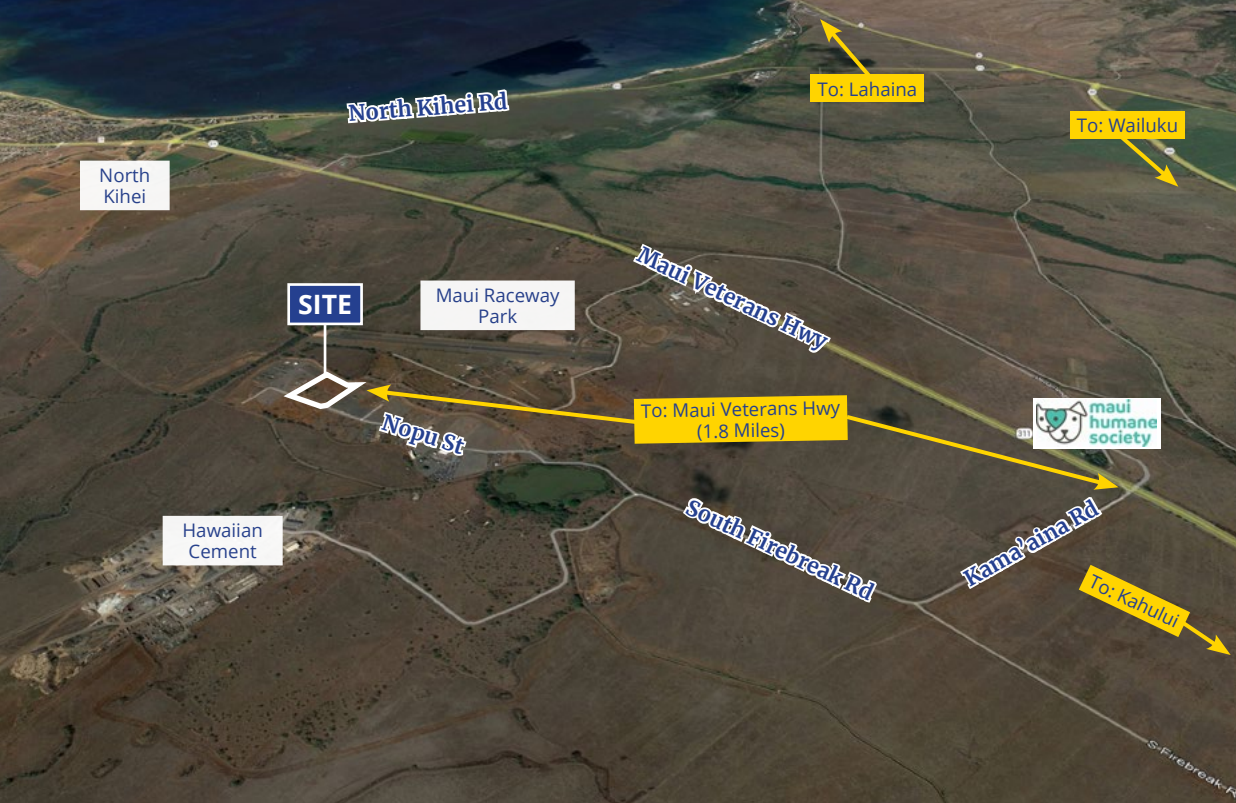 To: Lahaina
North Kihei Rd
To: Wailuku
North
Kihei
Maui Veterans Hwy
SITE
Maui Raceway
Park
To: Maui Veterans Hwy
(1.8 Miles)
maui
humane
society
311
Nopu St
South Firebreak Rd
Kama'aina Rd
Hawaiian
Cement
To: Kahului
S-Firebreak-R